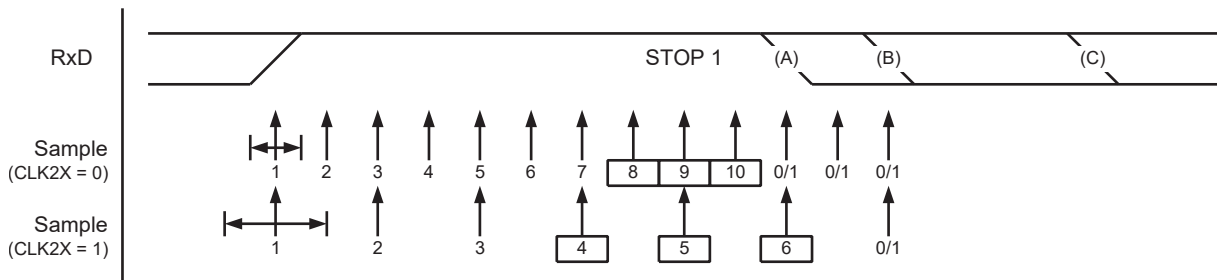 RxD STOP 1 (A) (B) (C)
Sample
(CLK2X = 0)
1 2 3 4 5 6 7 8 9 10 0/1 0/1 0/1
Sample
(CLK2X = 1)
1 2 3 4 5 6 0/1